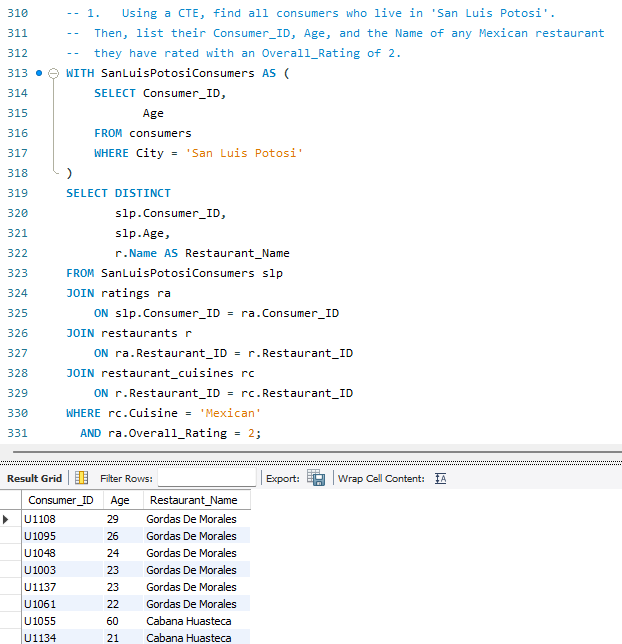 310 -- 1.   Using a CTE, find all consumers who live in 'San Luis Potosi'.
311 --  Then, list their Consumer_ID, Age, and the Name of any Mexican restaurant
312 --  they have rated with an Overall_Rating of 2.
313 WITH SanLuisPotosiConsumers AS (
314     SELECT Consumer_ID,
315            Age
316     FROM consumers
317     WHERE City = 'San Luis Potosi'
318 )
319 SELECT DISTINCT
320        slp.Consumer_ID,
321        slp.Age,
322        r.Name AS Restaurant_Name
323 FROM SanLuisPotosiConsumers slp
324 JOIN ratings ra
325     ON slp.Consumer_ID = ra.Consumer_ID
326 JOIN restaurants r
327     ON ra.Restaurant_ID = r.Restaurant_ID
328 JOIN restaurant_cuisines rc
329     ON r.Restaurant_ID = rc.Restaurant_ID
330 WHERE rc.Cuisine = 'Mexican'
331   AND ra.Overall_Rating = 2;
Result Grid Filter Rows: Export: Wrap Cell Content: IA
Consumer_ID Age Restaurant_Name
U1108 29 Gordas De Morales
U1095 26 Gordas De Morales
U1048 24 Gordas De Morales
U1003 23 Gordas De Morales
U1137 23 Gordas De Morales
U1061 22 Gordas De Morales
U1055 60 Cabana Huasteca
U1134 21 Cabana Huasteca